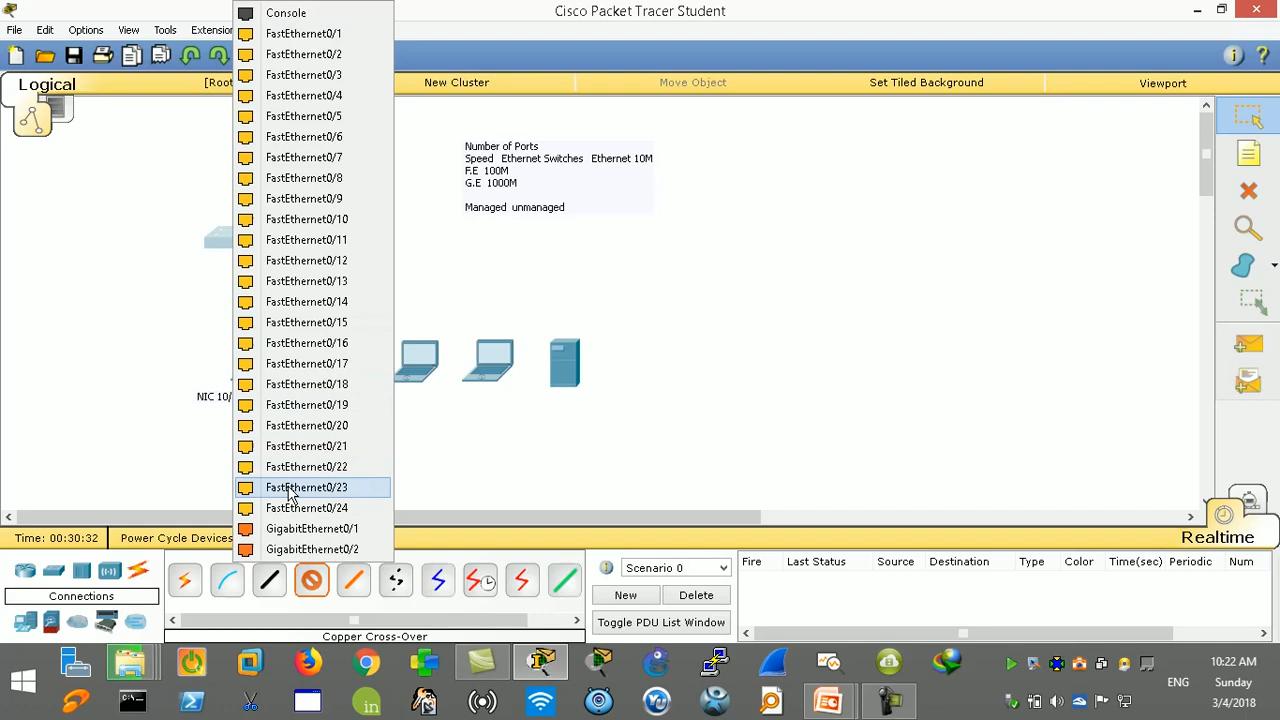 Cisco Packet Tracer Student
File Edit Options View Tools Extension
Logical
[Root
New Cluster
Move Object
Set Tiled Background
Viewport
Console
FastEthernet0/1
FastEthernet0/2
FastEthernet0/3
FastEthernet0/4
FastEthernet0/5
FastEthernet0/6
FastEthernet0/7
FastEthernet0/8
FastEthernet0/9
FastEthernet0/10
FastEthernet0/11
FastEthernet0/12
FastEthernet0/13
FastEthernet0/14
FastEthernet0/15
FastEthernet0/16
FastEthernet0/17
FastEthernet0/18
FastEthernet0/19
FastEthernet0/20
FastEthernet0/21
FastEthernet0/22
FastEthernet0/23
FastEthernet0/24
GigabitEthernet0/1
GigabitEthernet0/2
Number of Ports
Speed Ethernet Switches Ethernet 10M
F.E 100M
G.E 1000M
Managed unmanaged
NIC 10/
Time: 00:30:32 Power Cycle Devices
Realtime
Connections
Copper Cross-Over
Scenario 0
New Delete
Toggle PDU List Window
Fire Last Status Source Destination Type Color Time(sec) Periodic Num
10:22 AM
ENG Sunday
3/4/2018